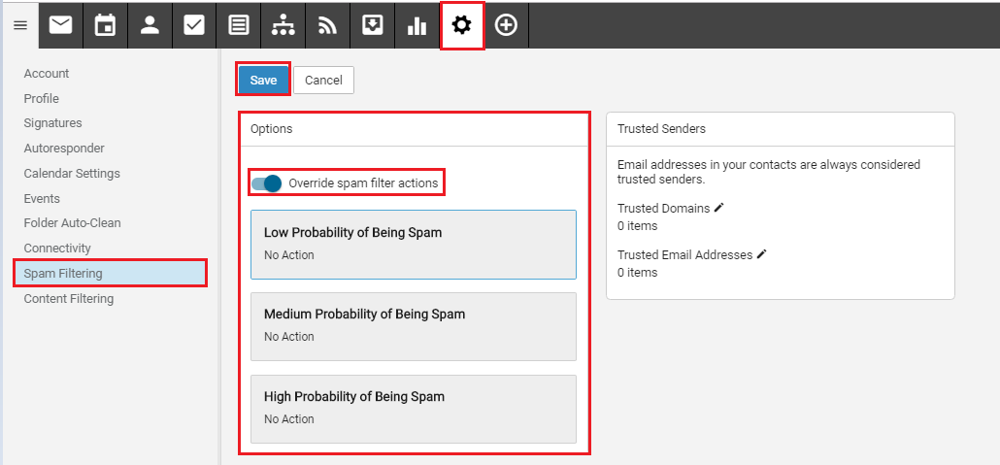 Account
Profile
Signatures
Autoresponder
Calendar Settings
Events
Folder Auto-Clean
Connectivity
Spam Filtering
Content Filtering
Save
Cancel
Options
Override spam filter actions
Low Probability of Being Spam
No Action
Medium Probability of Being Spam
No Action
High Probability of Being Spam
No Action
Trusted Senders
Email addresses in your contacts are always considered
trusted senders.
Trusted Domains
0 items
Trusted Email Addresses
0 items